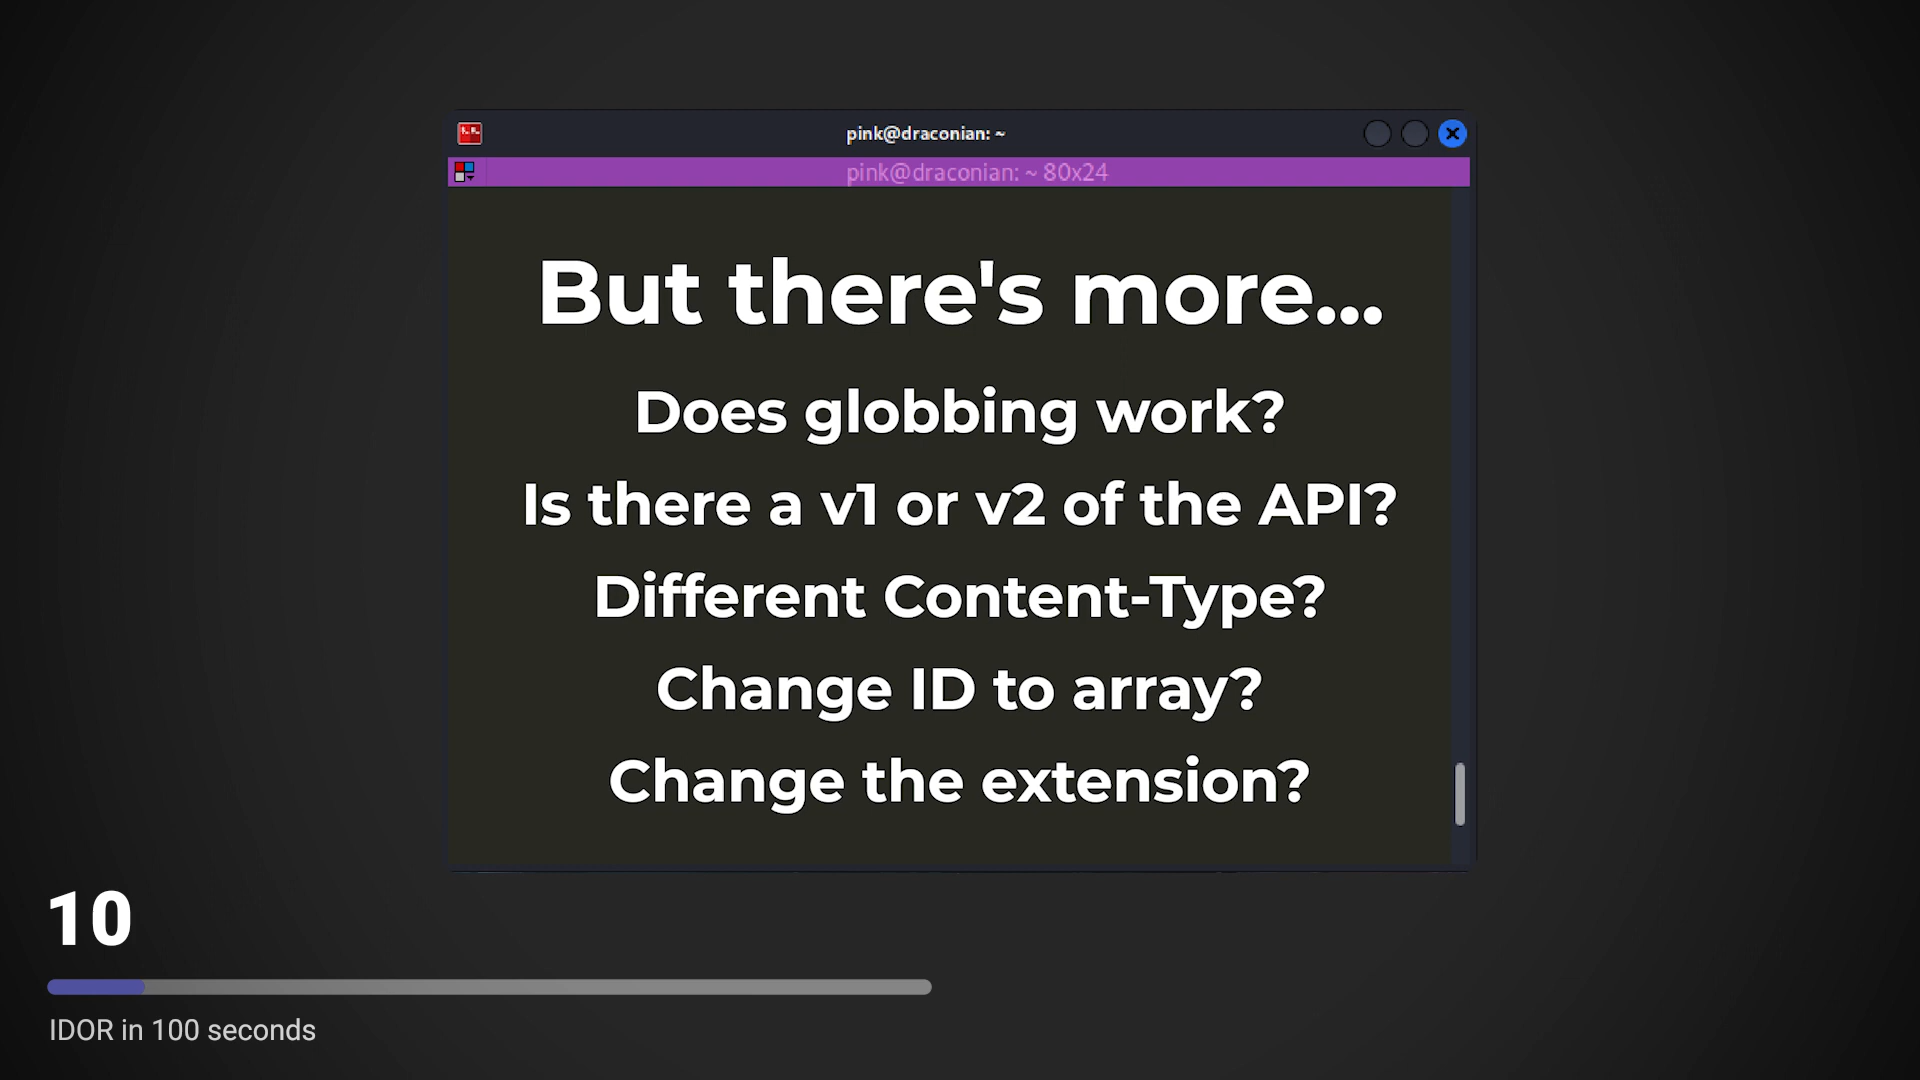 pink@draconian: ~
pink@draconian: ~ 80x24
But there's more...
Does globbing work?
Is there a v1 or v2 of the API?
Different Content-Type?
Change ID to array?
Change the extension?
10
IDOR in 100 seconds